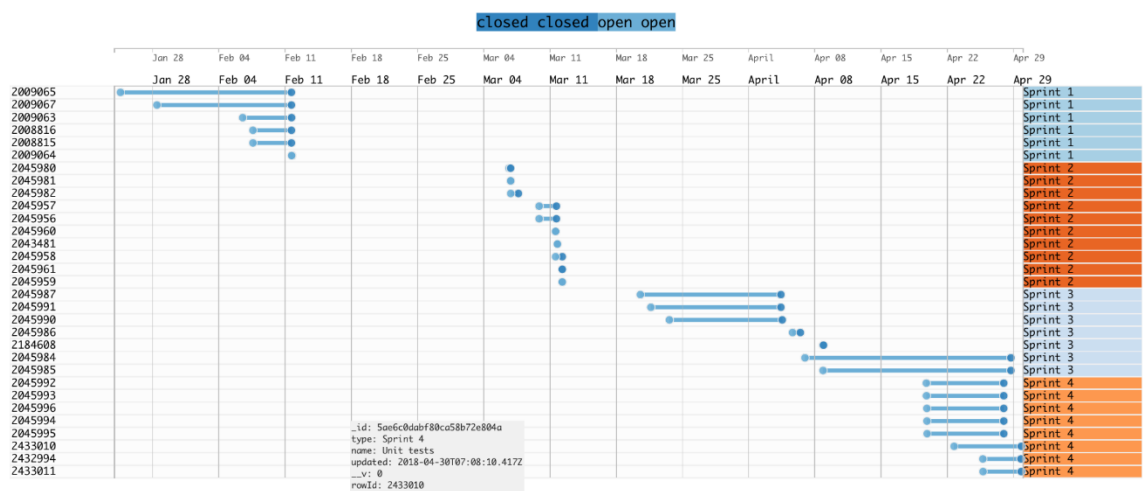 closed closed open open
Jan 28 Feb 04 Feb 11 Feb 18 Feb 25 Mar 04 Mar 11 Mar 18 Mar 25 April Apr 08 Apr 15 Apr 22 Apr 29
Jan 28 Feb 04 Feb 11 Feb 18 Feb 25 Mar 04 Mar 11 Mar 18 Mar 25 April Apr 08 Apr 15 Apr 22 Apr 29
2009065 Sprint 1
2009067 Sprint 1
2009063 Sprint 1
2008816 Sprint 1
2008815 Sprint 1
2009064 Sprint 1
2045980 Sprint 2
2045981 Sprint 2
2045982 Sprint 2
2045957 Sprint 2
2045956 Sprint 2
2045960 Sprint 2
2043481 Sprint 2
2045958 Sprint 2
2045961 Sprint 2
2045959 Sprint 2
2045987 Sprint 3
2045991 Sprint 3
2045990 Sprint 3
2045986 Sprint 3
2184608 Sprint 3
2045984 Sprint 3
2045985 Sprint 3
2045992 Sprint 4
2045993 Sprint 4
2045996 Sprint 4
2045994 Sprint 4
2045995 Sprint 4
2433010 Sprint 4
2432994 Sprint 4
2433011 Sprint 4
_id: 5ae6c0dabf80ca58b72e804a
type: Sprint 4
name: Unit tests
updated: 2018-04-30T07:08:10.417Z
__v: 0
rowId: 2433010